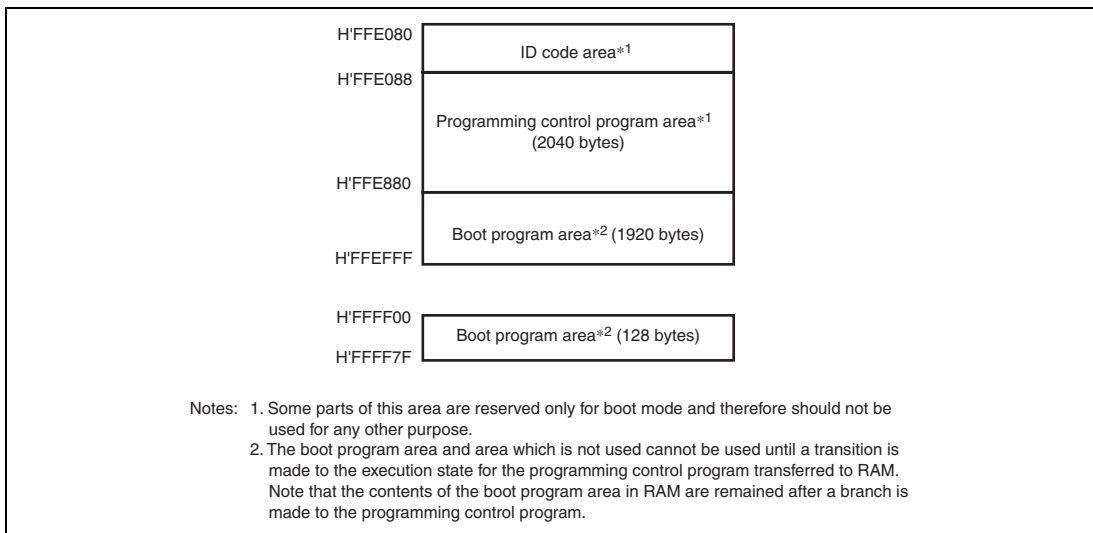 H'FFE080
ID code area*1
H'FFE088
Programming control program area*1
(2040 bytes)
H'FFE880
Boot program area*2 (1920 bytes)
H'FFEFFF
H'FFFF00
Boot program area*2 (128 bytes)
H'FFFF7F
Notes: 1. Some parts of this area are reserved only for boot mode and therefore should not be
used for any other purpose.
2. The boot program area and area which is not used cannot be used until a transition is
made to the execution state for the programming control program transferred to RAM.
Note that the contents of the boot program area in RAM are remained after a branch is
made to the programming control program.